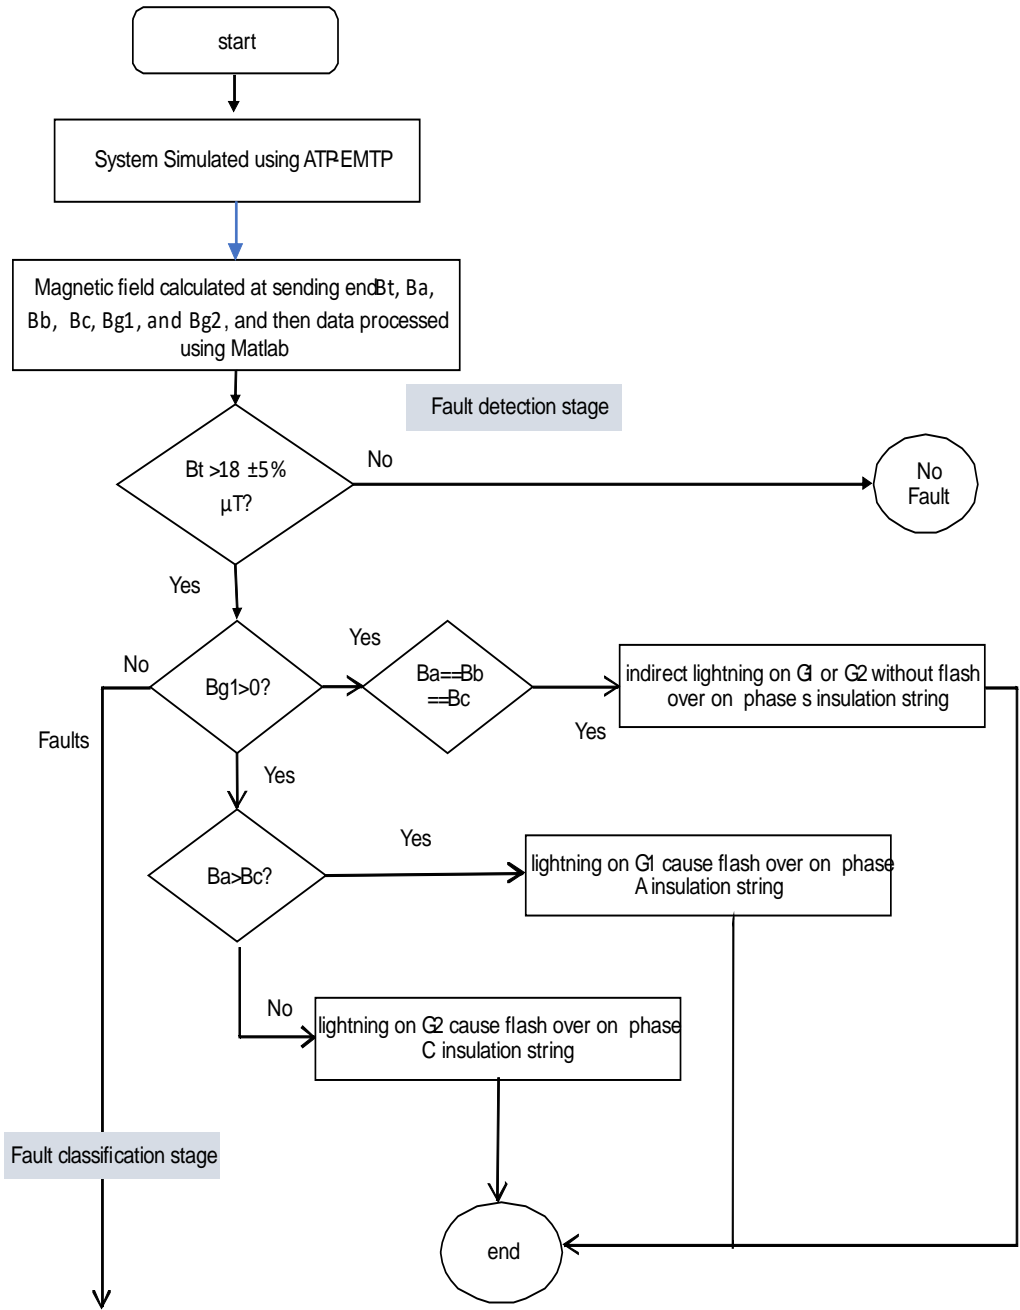 start
System Simulated using ATP-EMTP
Magnetic field calculated at sending end Bt, Ba,
Bb, Bc, Bg1, and Bg2, and then data processed
using Matlab
Fault detection stage
Bt >18 ±5%
µT?
No
No
Fault
Yes
Bg1>0?
No
Yes
Ba==Bb
==Bc
indirect lightning on G1 or G2 without flash
over on phase s insulation string
Yes
Faults
Yes
Ba>Bc?
Yes
lightning on G1 cause flash over on phase
A insulation string
No
lightning on G2 cause flash over on phase
C insulation string
Fault classification stage
end